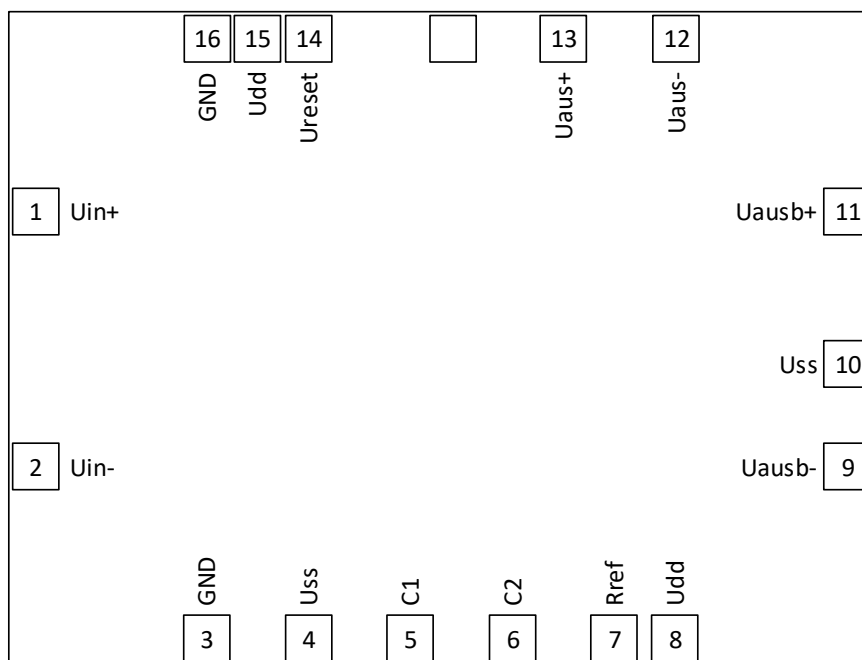 16 15 14 13 12
GND Udd Ureset Uaus+ Uaus-
1 Uin+ Uausb+ 11
Uss 10
2 Uin- Uausb- 9
GND Uss C1 C2 Rref Udd
3 4 5 6 7 8